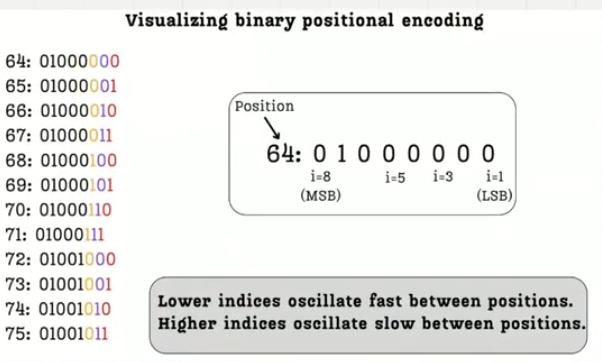 Visualizing binary positional encoding
64: 01000000
65: 01000001
66: 01000010
67: 01000011
68: 01000100
69: 01000101
70: 01000110
71: 01000111
72: 01001000
73: 01001001
74: 01001010
75: 01001011
Position
64: 0 1 0 0 0 0 0 0
i=8 i=5 i=3 i=1
(MSB) (LSB)
Lower indices oscillate fast between positions.
Higher indices oscillate slow between positions.